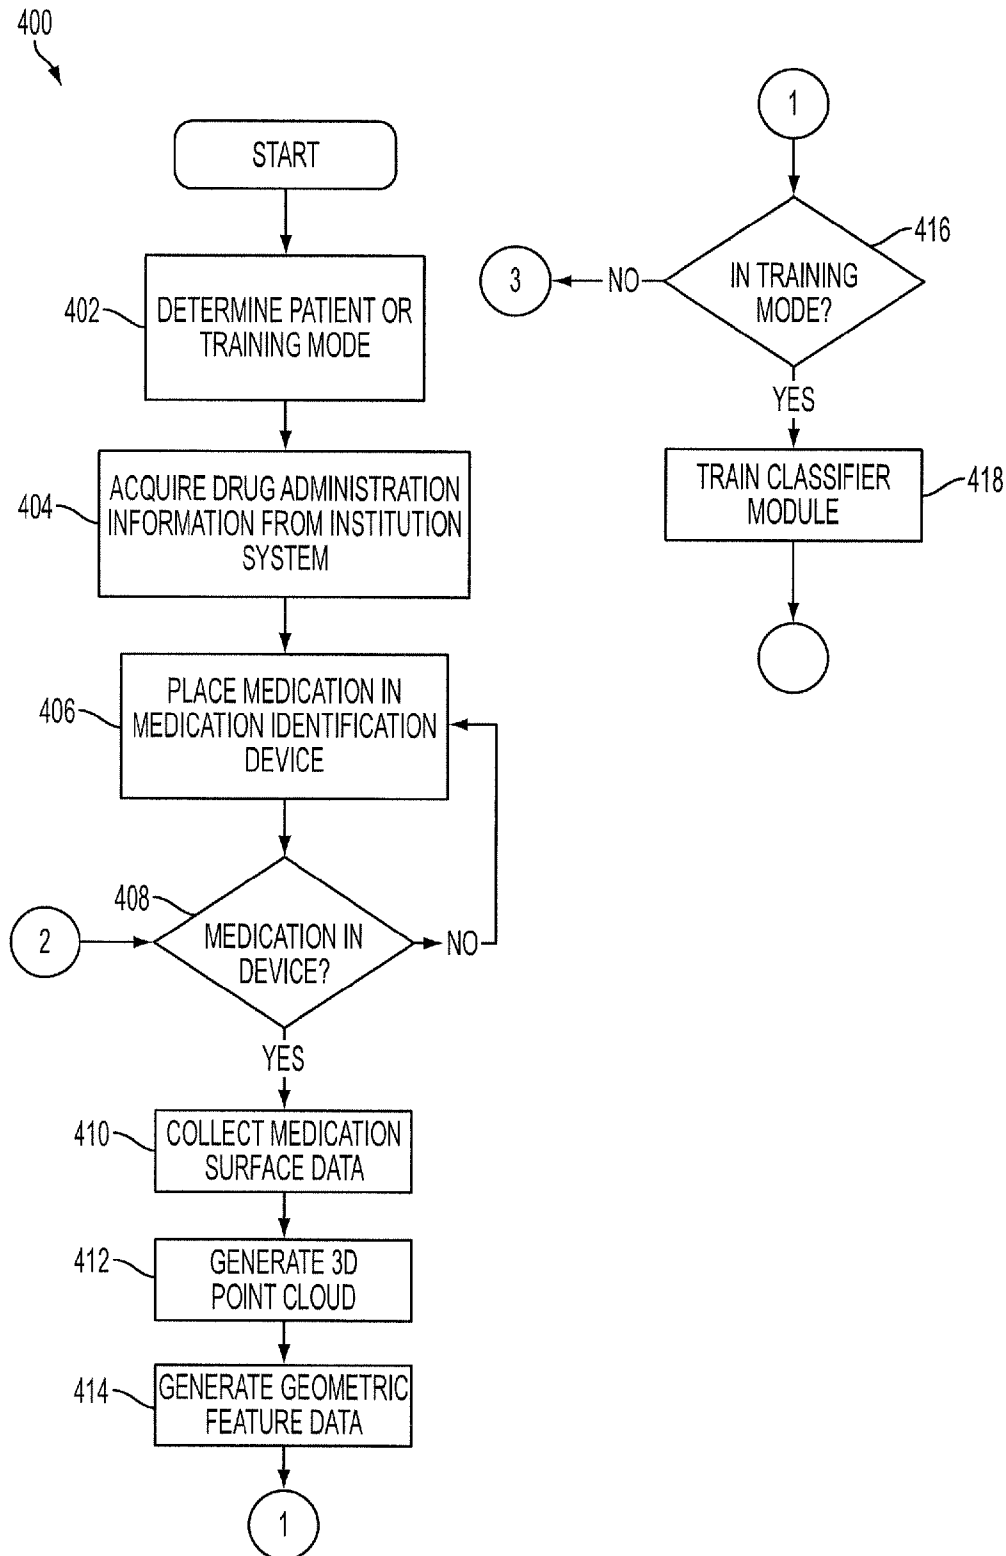 400
START
402
DETERMINE PATIENT OR
TRAINING MODE
404
ACQUIRE DRUG ADMINISTRATION
INFORMATION FROM INSTITUTION
SYSTEM
406
PLACE MEDICATION IN
MEDICATION IDENTIFICATION
DEVICE
408
2
MEDICATION IN
DEVICE?
NO
YES
410
COLLECT MEDICATION
SURFACE DATA
412
GENERATE 3D
POINT CLOUD
414
GENERATE GEOMETRIC
FEATURE DATA
1
1
416
IN TRAINING
MODE?
NO
3
YES
TRAIN CLASSIFIER
MODULE
418